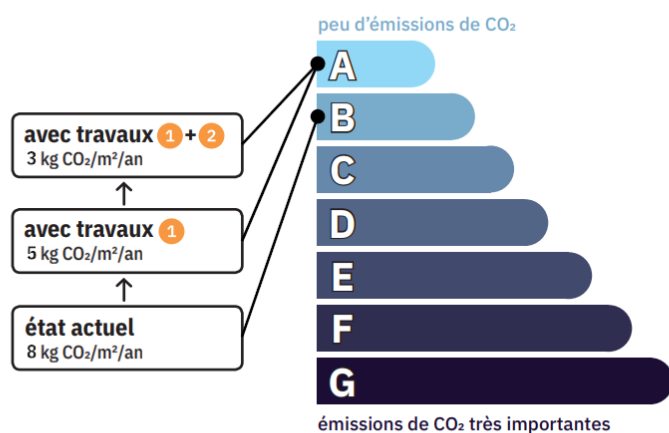 peu d'émissions de CO₂
A
B
C
D
E
F
G
émissions de CO₂ très importantes
avec travaux 1 + 2
3 kg CO₂/m²/an
avec travaux 1
5 kg CO₂/m²/an
état actuel
8 kg CO₂/m²/an